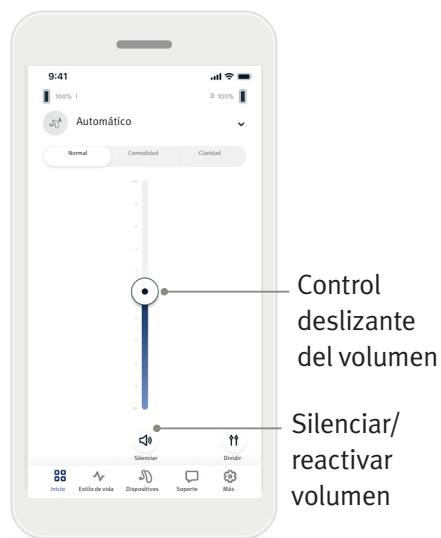 9:41
100% I
D 100%
Automático
Normal
Comodidad
Claridad
Control
deslizante
del volumen
Silenciar/
reactivar
volumen
Silenciar
Dividir
Inicio
Estilo de vida
Dispositivos
Soporte
Más